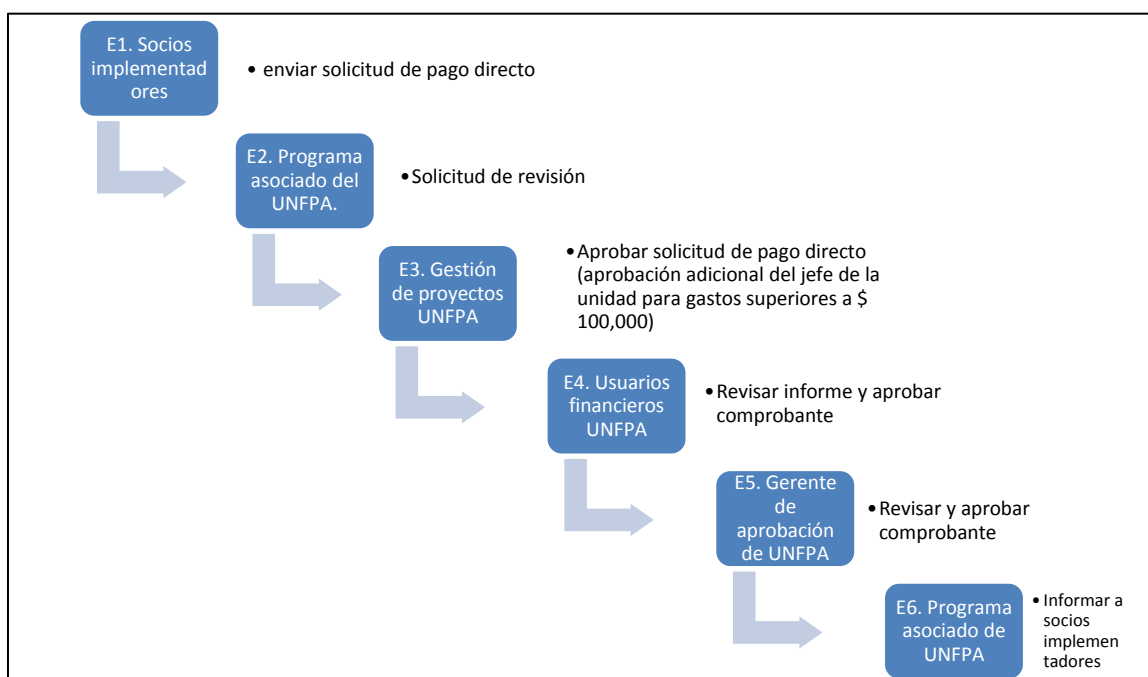 E1. Socios
implementad
ores
• enviar solicitud de pago directo
E2. Programa
asociado del
UNFPA.
•Solicitud de revisión
E3. Gestión
de proyectos
UNFPA
•Aprobar solicitud de pago directo
(aprobación adicional del jefe de la
unidad para gastos superiores a $
100,000)
E4. Usuarios
financieros
UNFPA
•Revisar informe y aprobar
comprobante
E5. Gerente
de
aprobación
de UNFPA
•Revisar y aprobar
comprobante
E6. Programa
asociado de
UNFPA
•Informar a
socios
implemen
tadores